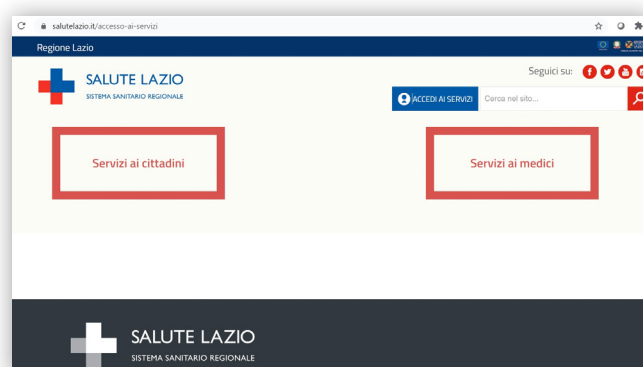 salutelazio.it/accesso-ai-servizi
Regione Lazio
Seguici su:
SALUTE LAZIO
SISTEMA SANITARIO REGIONALE
ACCEDI AI SERVIZI
Cerca nel sito...
Servizi ai cittadini
Servizi ai medici
SALUTE LAZIO
SISTEMA SANITARIO REGIONALE